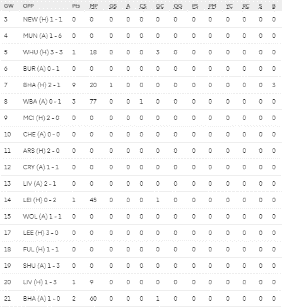 GW OPP Pts MP GS A CS GC OG PS PM YC RC S B
3 NEW (H) 1 - 1 0 0 0 0 0 0 0 0 0 0 0 0 0
4 MUN (A) 1 - 6 0 0 0 0 0 0 0 0 0 0 0 0 0
5 WHU (H) 3 - 3 1 18 0 0 0 3 0 0 0 0 0 0 0
6 BUR (A) 0 - 1 0 0 0 0 0 0 0 0 0 0 0 0 0
7 BHA (H) 2 - 1 9 20 1 0 0 0 0 0 0 0 0 0 3
8 WBA (A) 0 - 1 3 77 0 0 1 0 0 0 0 0 0 0 0
9 MCI (H) 2 - 0 0 0 0 0 0 0 0 0 0 0 0 0 0
10 CHE (A) 0 - 0 0 0 0 0 0 0 0 0 0 0 0 0 0
11 ARS (H) 2 - 0 0 0 0 0 0 0 0 0 0 0 0 0 0
12 CRY (A) 1 - 1 0 0 0 0 0 0 0 0 0 0 0 0 0
13 LIV (A) 2 - 1 0 0 0 0 0 0 0 0 0 0 0 0 0
14 LEI (H) 0 - 2 1 45 0 0 0 1 0 0 0 0 0 0 0
15 WOL (A) 1 - 1 0 0 0 0 0 0 0 0 0 0 0 0 0
17 LEE (H) 3 - 0 0 0 0 0 0 0 0 0 0 0 0 0 0
18 FUL (H) 1 - 1 0 0 0 0 0 0 0 0 0 0 0 0 0
19 SHU (A) 1 - 3 0 0 0 0 0 0 0 0 0 0 0 0 0
20 LIV (H) 1 - 3 1 9 0 0 0 0 0 0 0 0 0 0 0
21 BHA (A) 1 - 0 2 60 0 0 0 1 0 0 0 0 0 0 0